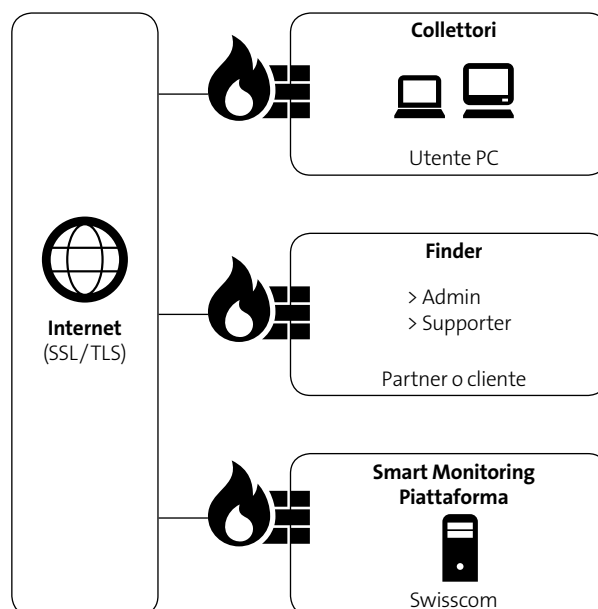 Collettori
Utente PC
Internet
(SSL/TLS)
Finder
> Admin
> Supporter
Partner o cliente
Smart Monitoring
Piattaforma
Swisscom